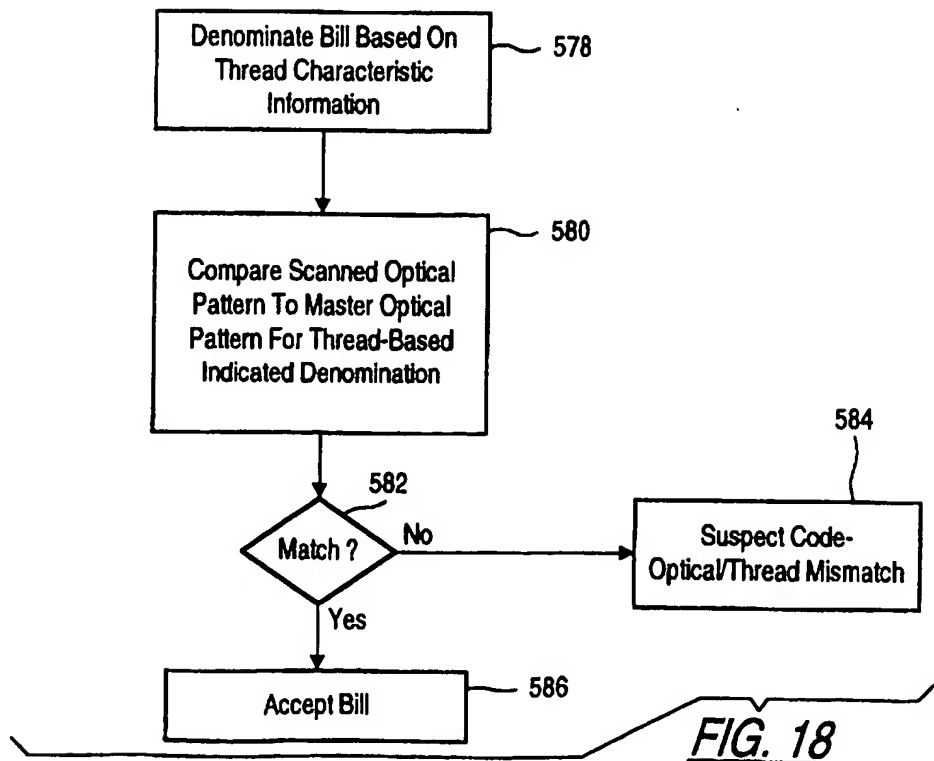 Denominate Bill Based On
Thread Characteristic
Information
578
Compare Scanned Optical
Pattern To Master Optical
Pattern For Thread-Based
Indicated Denomination
580
582
Match ?
No
584
Suspect Code-
Optical/Thread Mismatch
Yes
Accept Bill
586
FIG. 18